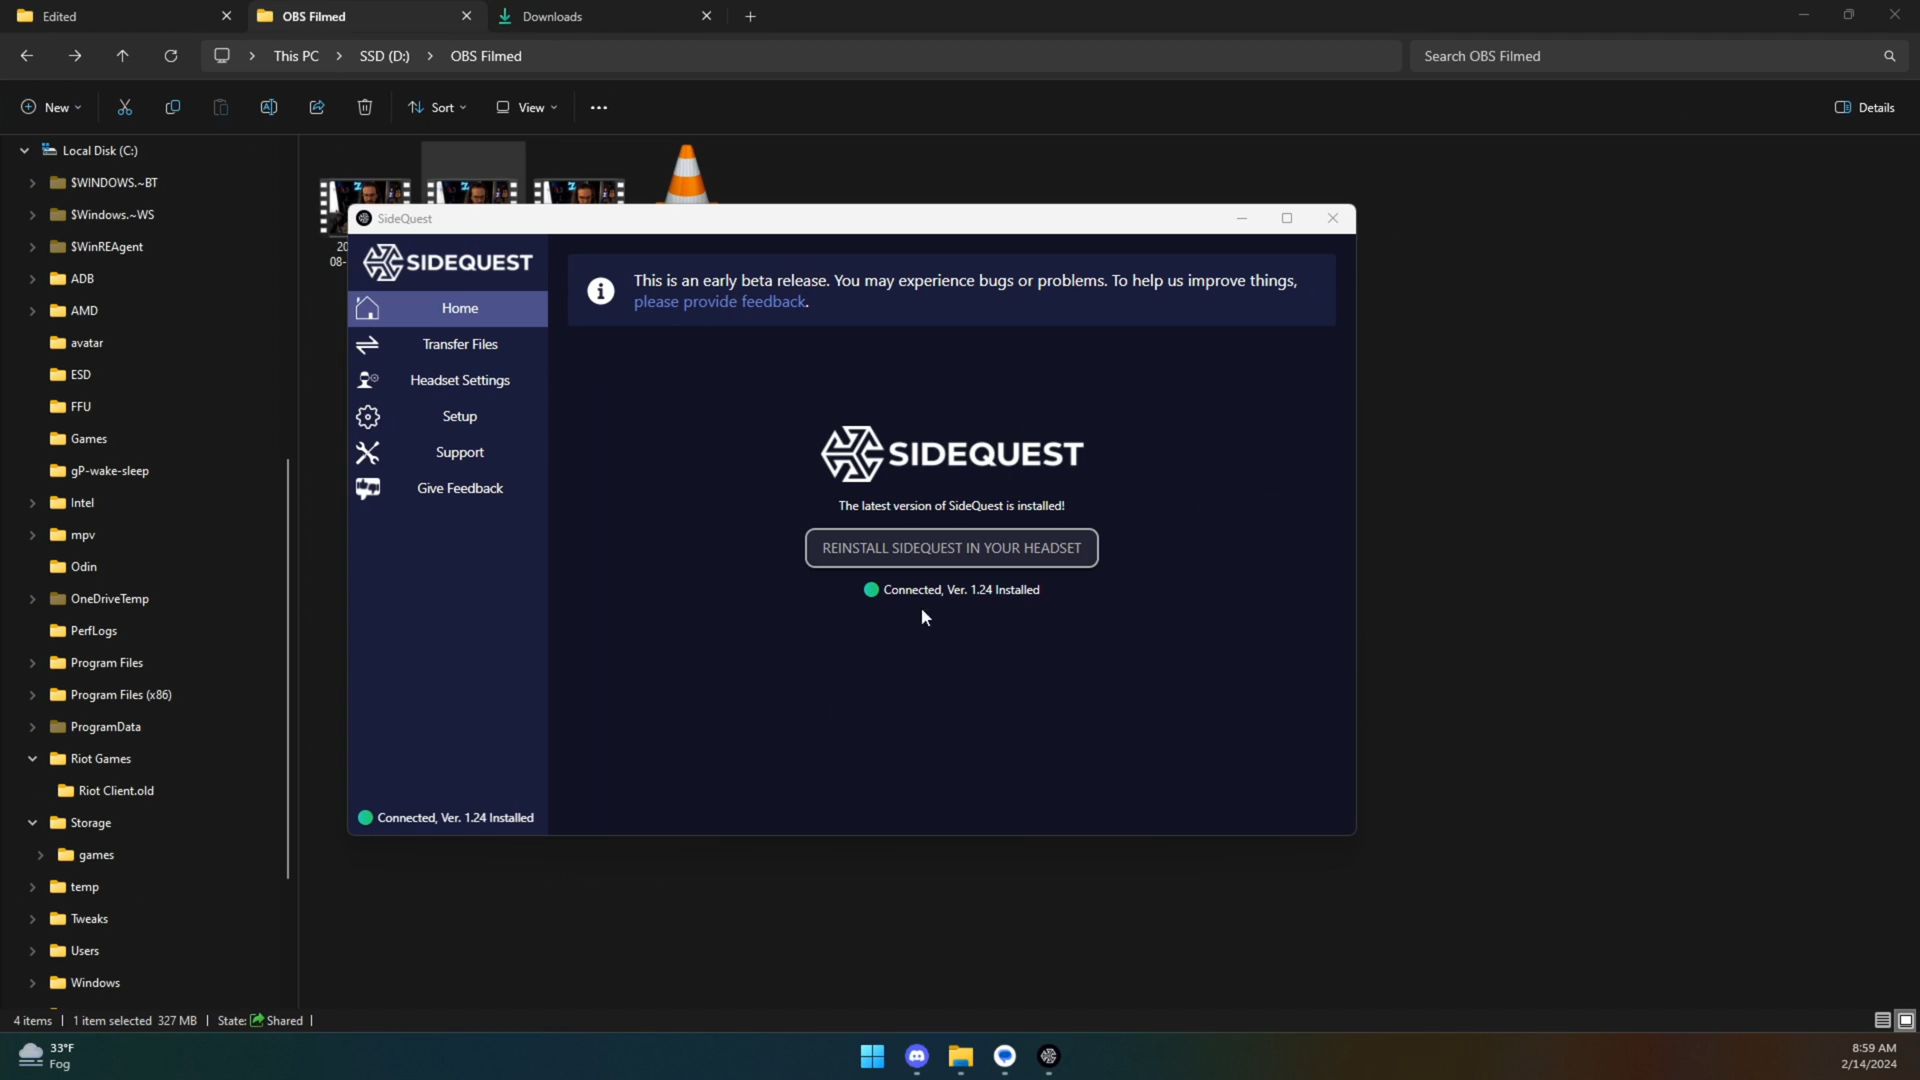 Edited
OBS Filmed
Downloads
This PC > SSD (D:) > OBS Filmed
Search OBS Filmed
New
Sort
View
Details
Local Disk (C:)
$WINDOWS.~BT
$Windows.~WS
$WinREAgent
ADB
AMD
avatar
ESD
FFU
Games
gP-wake-sleep
Intel
mpv
Odin
OneDriveTemp
PerfLogs
Program Files
Program Files (x86)
ProgramData
Riot Games
Riot Client.old
Storage
games
temp
Tweaks
Users
Windows
20
08-
SideQuest
SIDEQUEST
Home
Transfer Files
Headset Settings
Setup
Support
Give Feedback
Connected, Ver. 1.24 Installed
This is an early beta release. You may experience bugs or problems. To help us improve things,
please provide feedback.
SIDEQUEST
The latest version of SideQuest is installed!
REINSTALL SIDEQUEST IN YOUR HEADSET
Connected, Ver. 1.24 Installed
4 items | 1 item selected 327 MB | State: Shared |
33°F
Fog
8:59 AM
2/14/2024